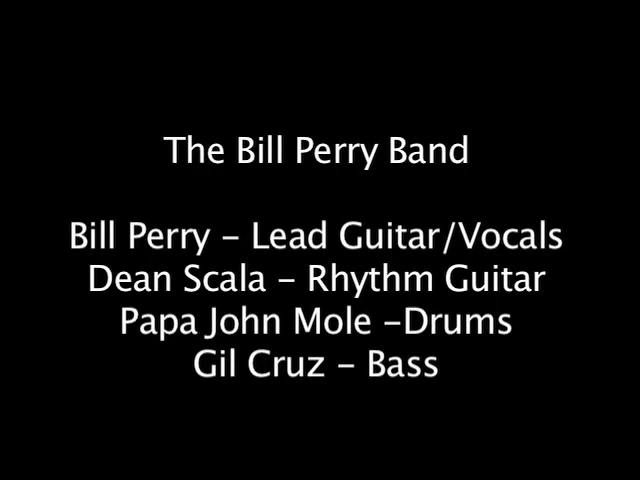 The Bill Perry Band
Bill Perry – Lead Guitar/Vocals
Dean Scala – Rhythm Guitar
Papa John Mole –Drums
Gil Cruz – Bass